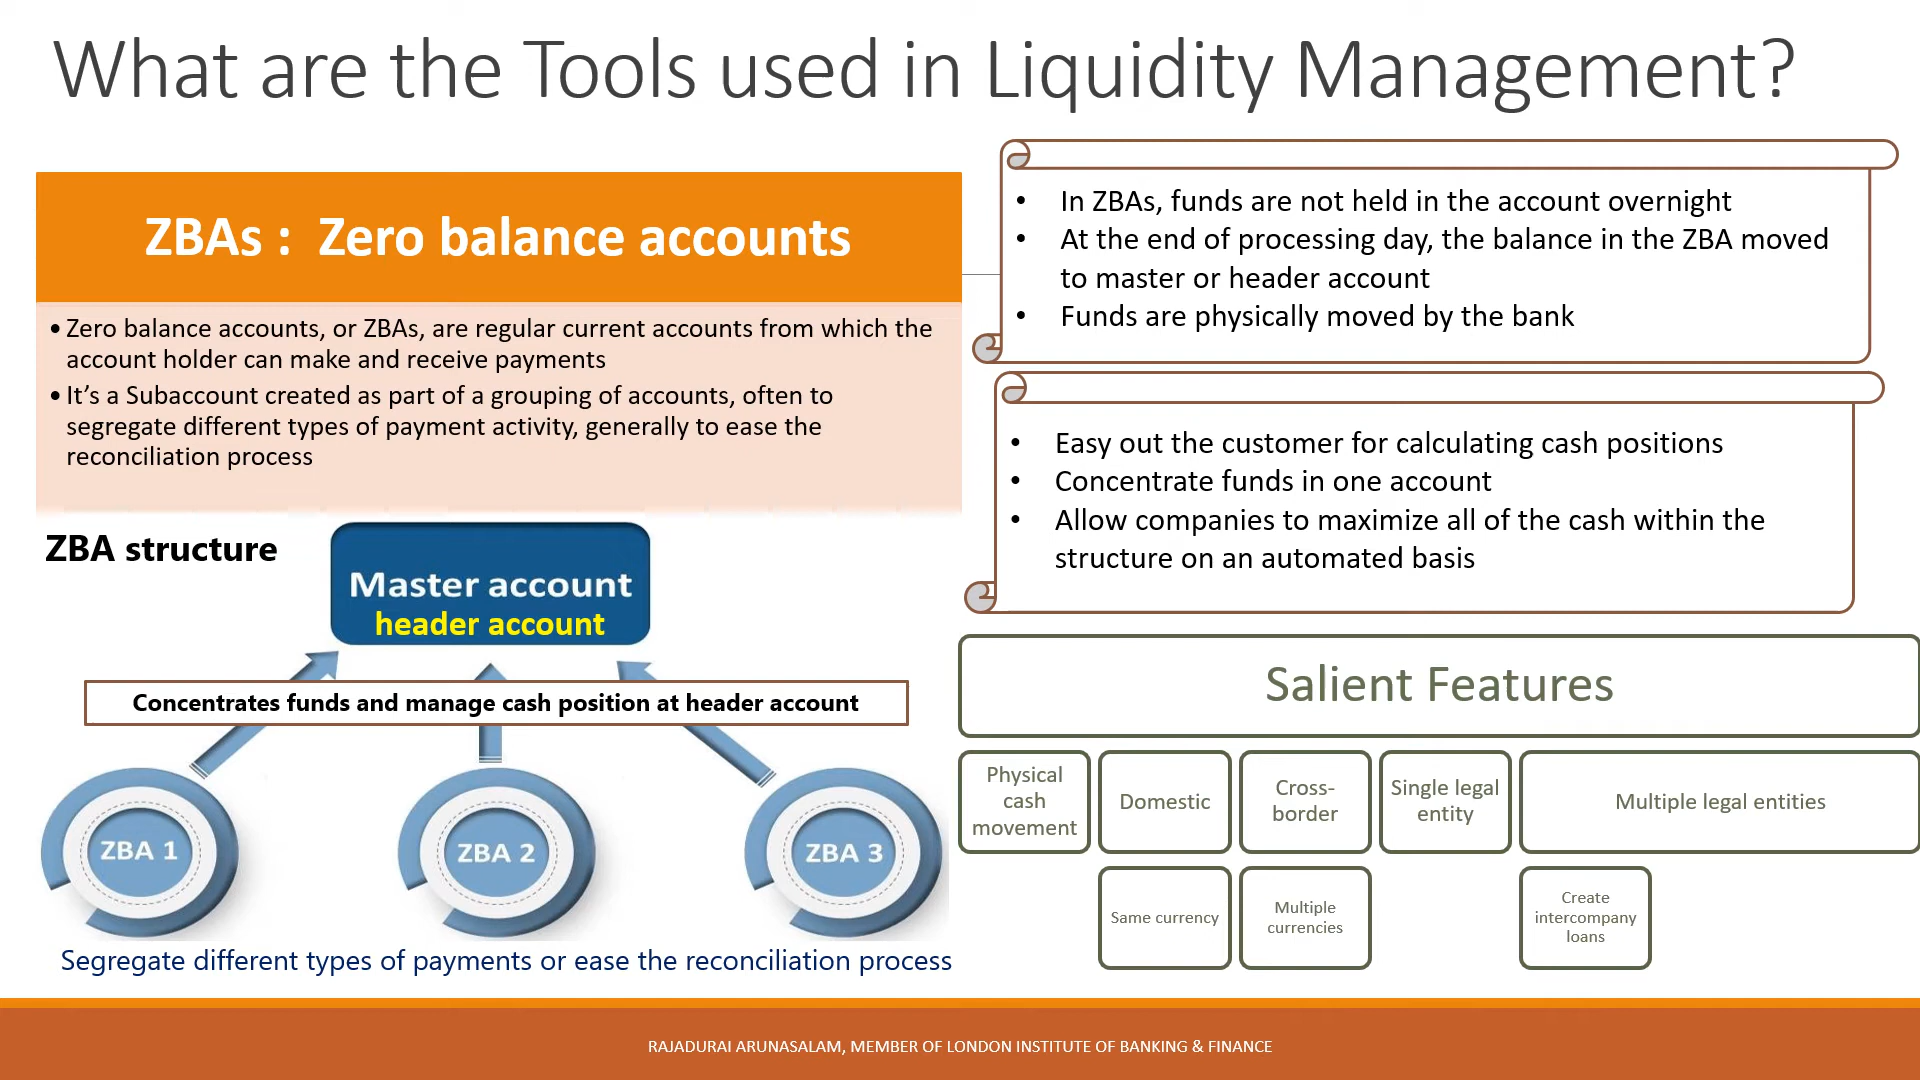 What are the Tools used in Liquidity Management?
ZBAs :  Zero balance accounts
• Zero balance accounts, or ZBAs, are regular current accounts from which the
account holder can make and receive payments
• It’s a Subaccount created as part of a grouping of accounts, often to
segregate different types of payment activity, generally to ease the
reconciliation process
• In ZBAs, funds are not held in the account overnight
• At the end of processing day, the balance in the ZBA moved
to master or header account
• Funds are physically moved by the bank
• Easy out the customer for calculating cash positions
• Concentrate funds in one account
• Allow companies to maximize all of the cash within the
structure on an automated basis
ZBA structure
Master account
header account
Concentrates funds and manage cash position at header account
ZBA 1
ZBA 2
ZBA 3
Segregate different types of payments or ease the reconciliation process
Salient Features
Physical
cash
movement
Domestic
Cross-
border
Single legal
entity
Multiple legal entities
Same currency
Multiple
currencies
Create
intercompany
loans
RAJADURAI ARUNASALAM, MEMBER OF LONDON INSTITUTE OF BANKING & FINANCE